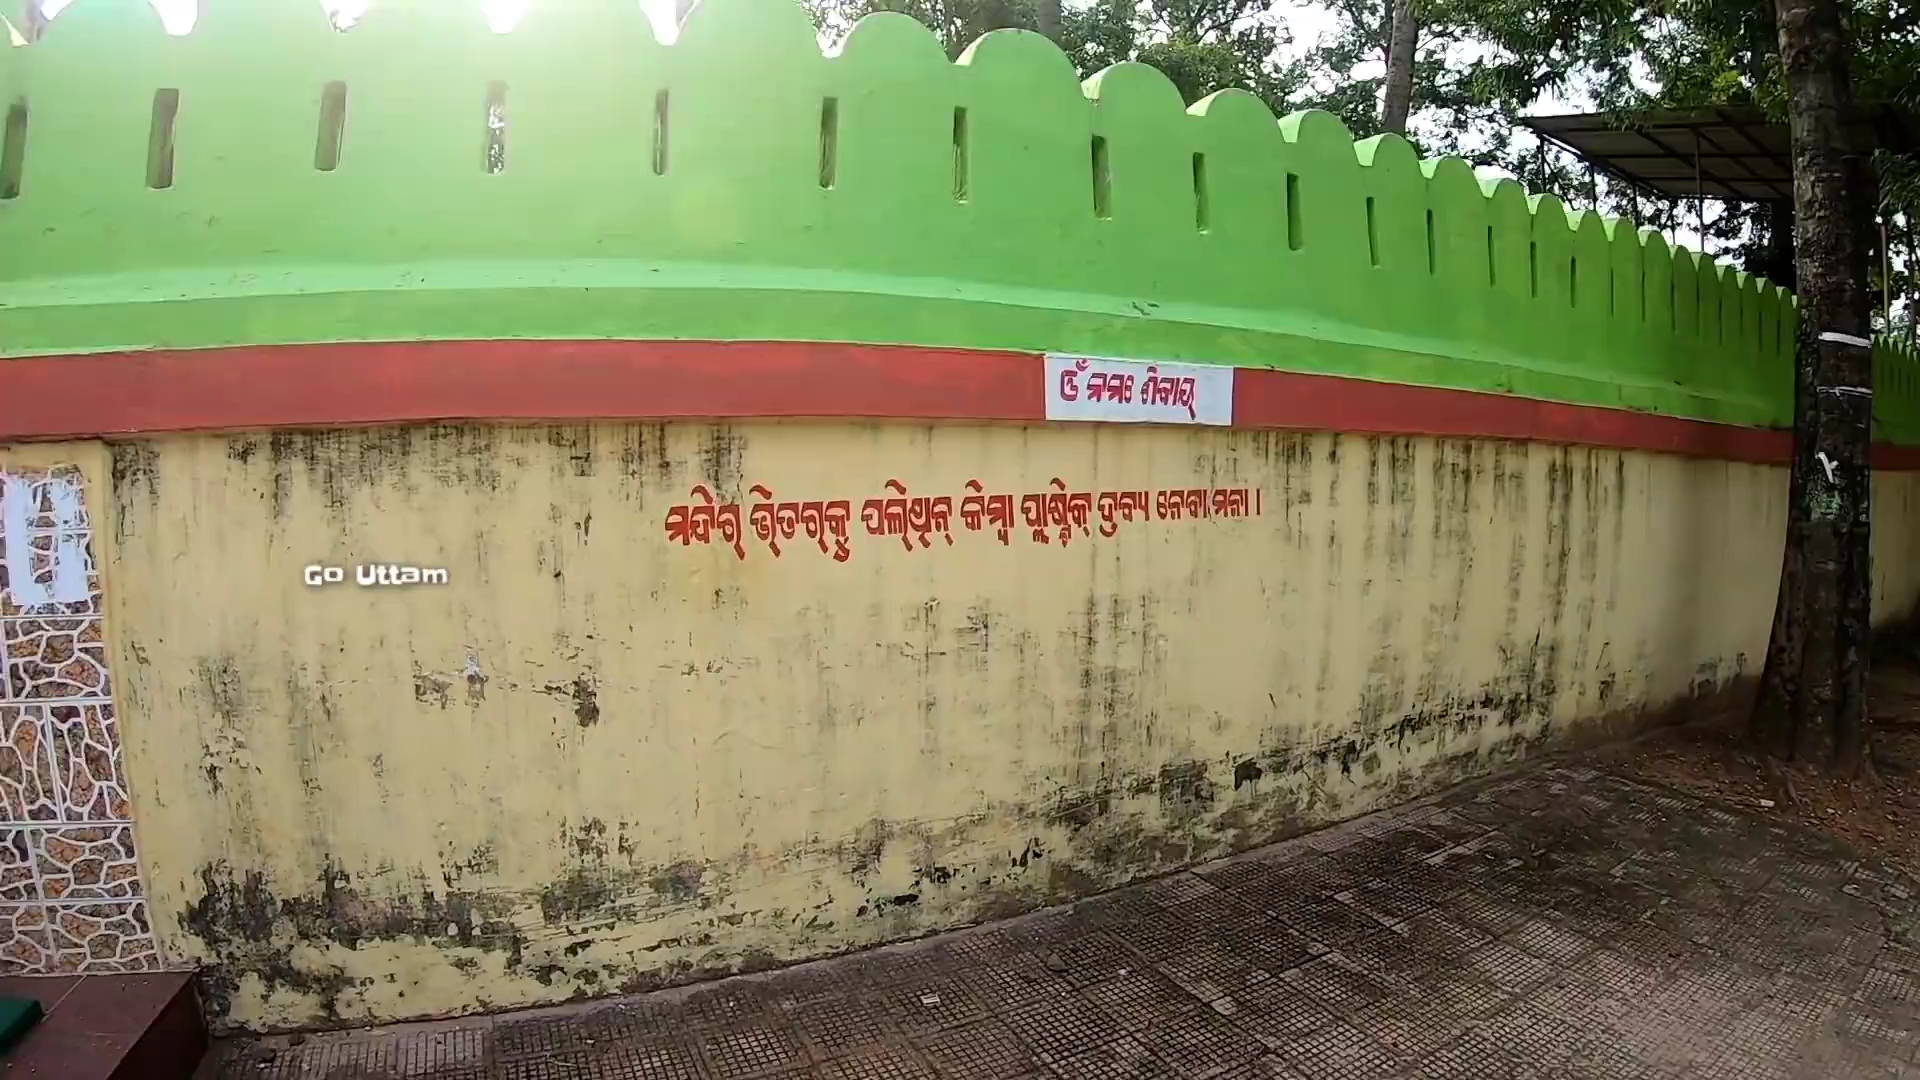 ଓଁ ନମଃ ଶିବାୟ
ମନ୍ଦିର ଭିତରକୁ ପଲିଥିନ୍ କିମ୍ବା ପ୍ଲାଷ୍ଟିକ୍ ଦ୍ରବ୍ୟ ନେବା ମନା ।
Go Uttam